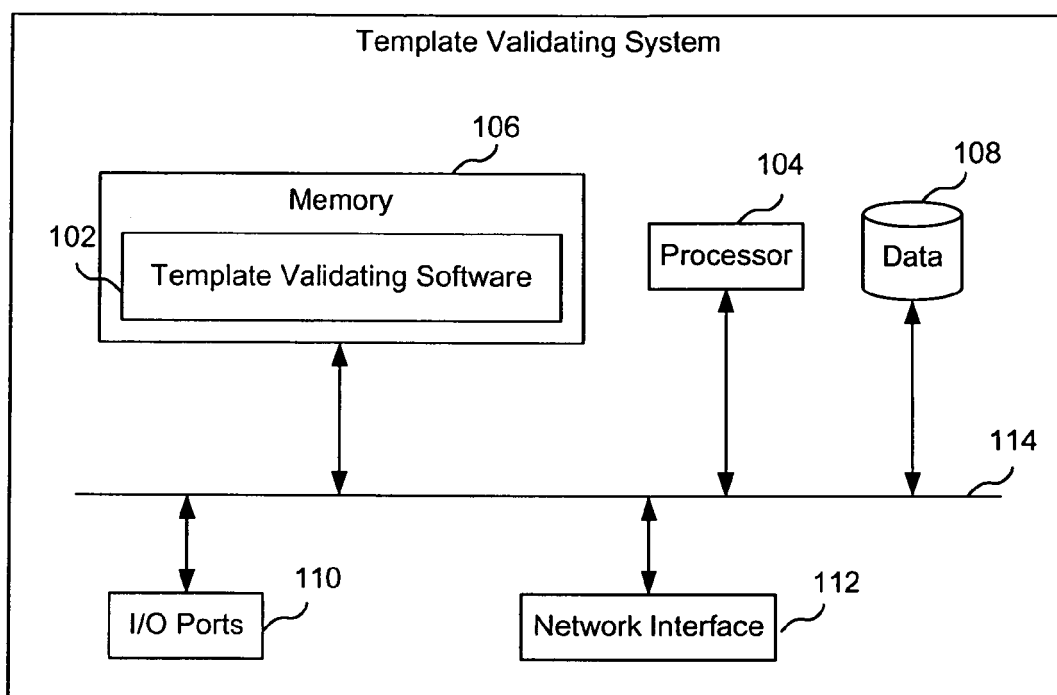 Template Validating System
106
Memory
102
Template Validating Software
104
Processor
108
Data
114
110
I/O Ports
112
Network Interface